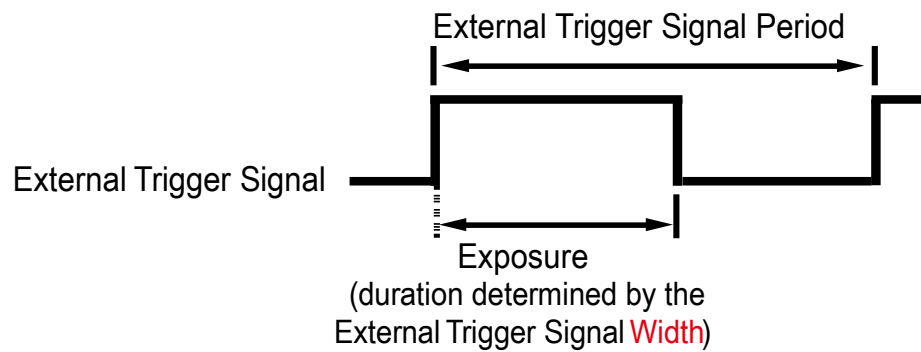 External Trigger Signal Period
External Trigger Signal
Exposure
(duration determined by the
External Trigger Signal Width)